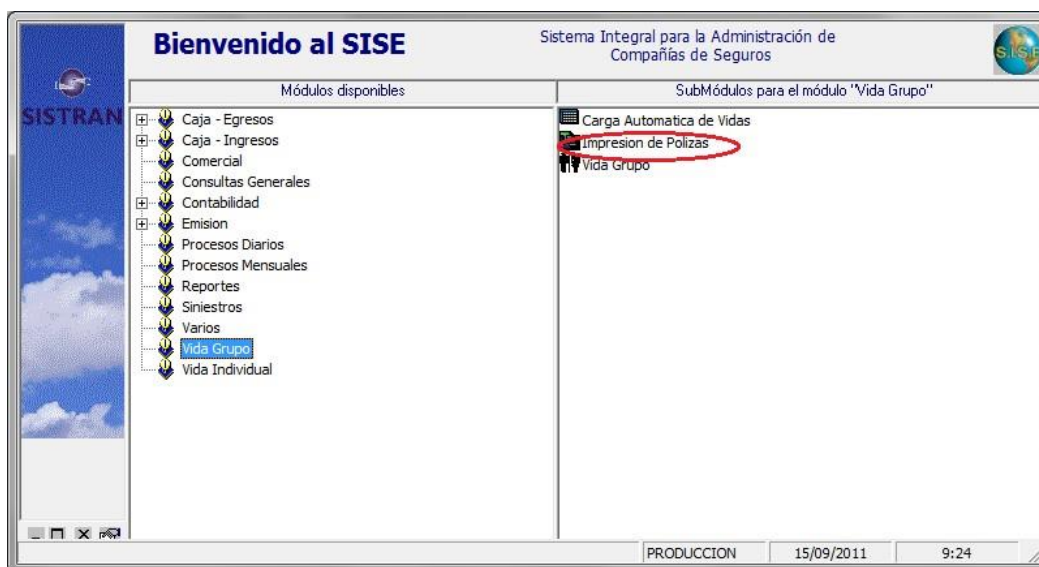 Bienvenido al SISE
Sistema Integral para la Administración de
Compañías de Seguros
S.I.S.E
SISTRAN
Módulos disponibles
SubMódulos para el módulo "Vida Grupo"
Caja - Egresos
Caja - Ingresos
Comercial
Consultas Generales
Contabilidad
Emision
Procesos Diarios
Procesos Mensuales
Reportes
Siniestros
Varios
Vida Grupo
Vida Individual
Carga Automatica de Vidas
Impresion de Polizas
Vida Grupo
PRODUCCION
15/09/2011
9:24